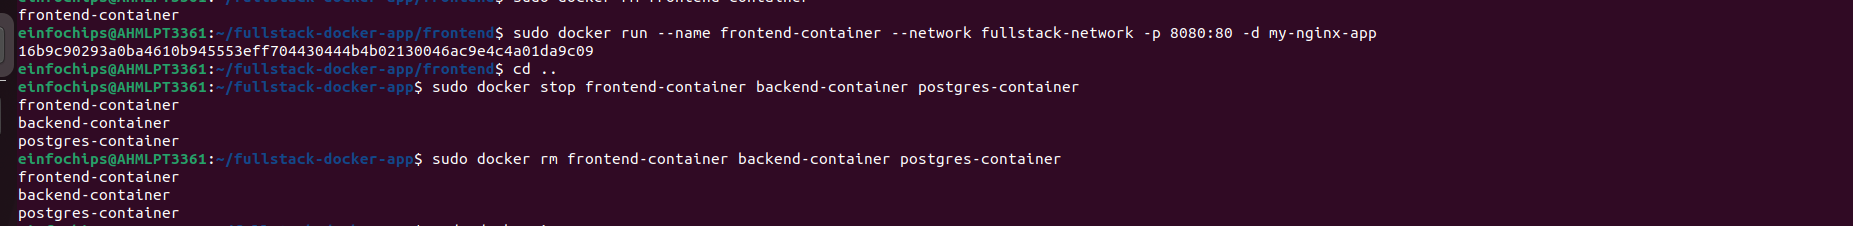 frontend-container
einfochips@AHMLPT3361:~/fullstack-docker-app/frontend$ sudo docker run --name frontend-container --network fullstack-network -p 8080:80 -d my-nginx-app
16b9c90293a0ba4610b945553eff704430444b4b02130046ac9e4c4a01da9c09
einfochips@AHMLPT3361:~/fullstack-docker-app/frontend$ cd ..
einfochips@AHMLPT3361:~/fullstack-docker-app$ sudo docker stop frontend-container backend-container postgres-container
frontend-container
backend-container
postgres-container
einfochips@AHMLPT3361:~/fullstack-docker-app$ sudo docker rm frontend-container backend-container postgres-container
frontend-container
backend-container
postgres-container